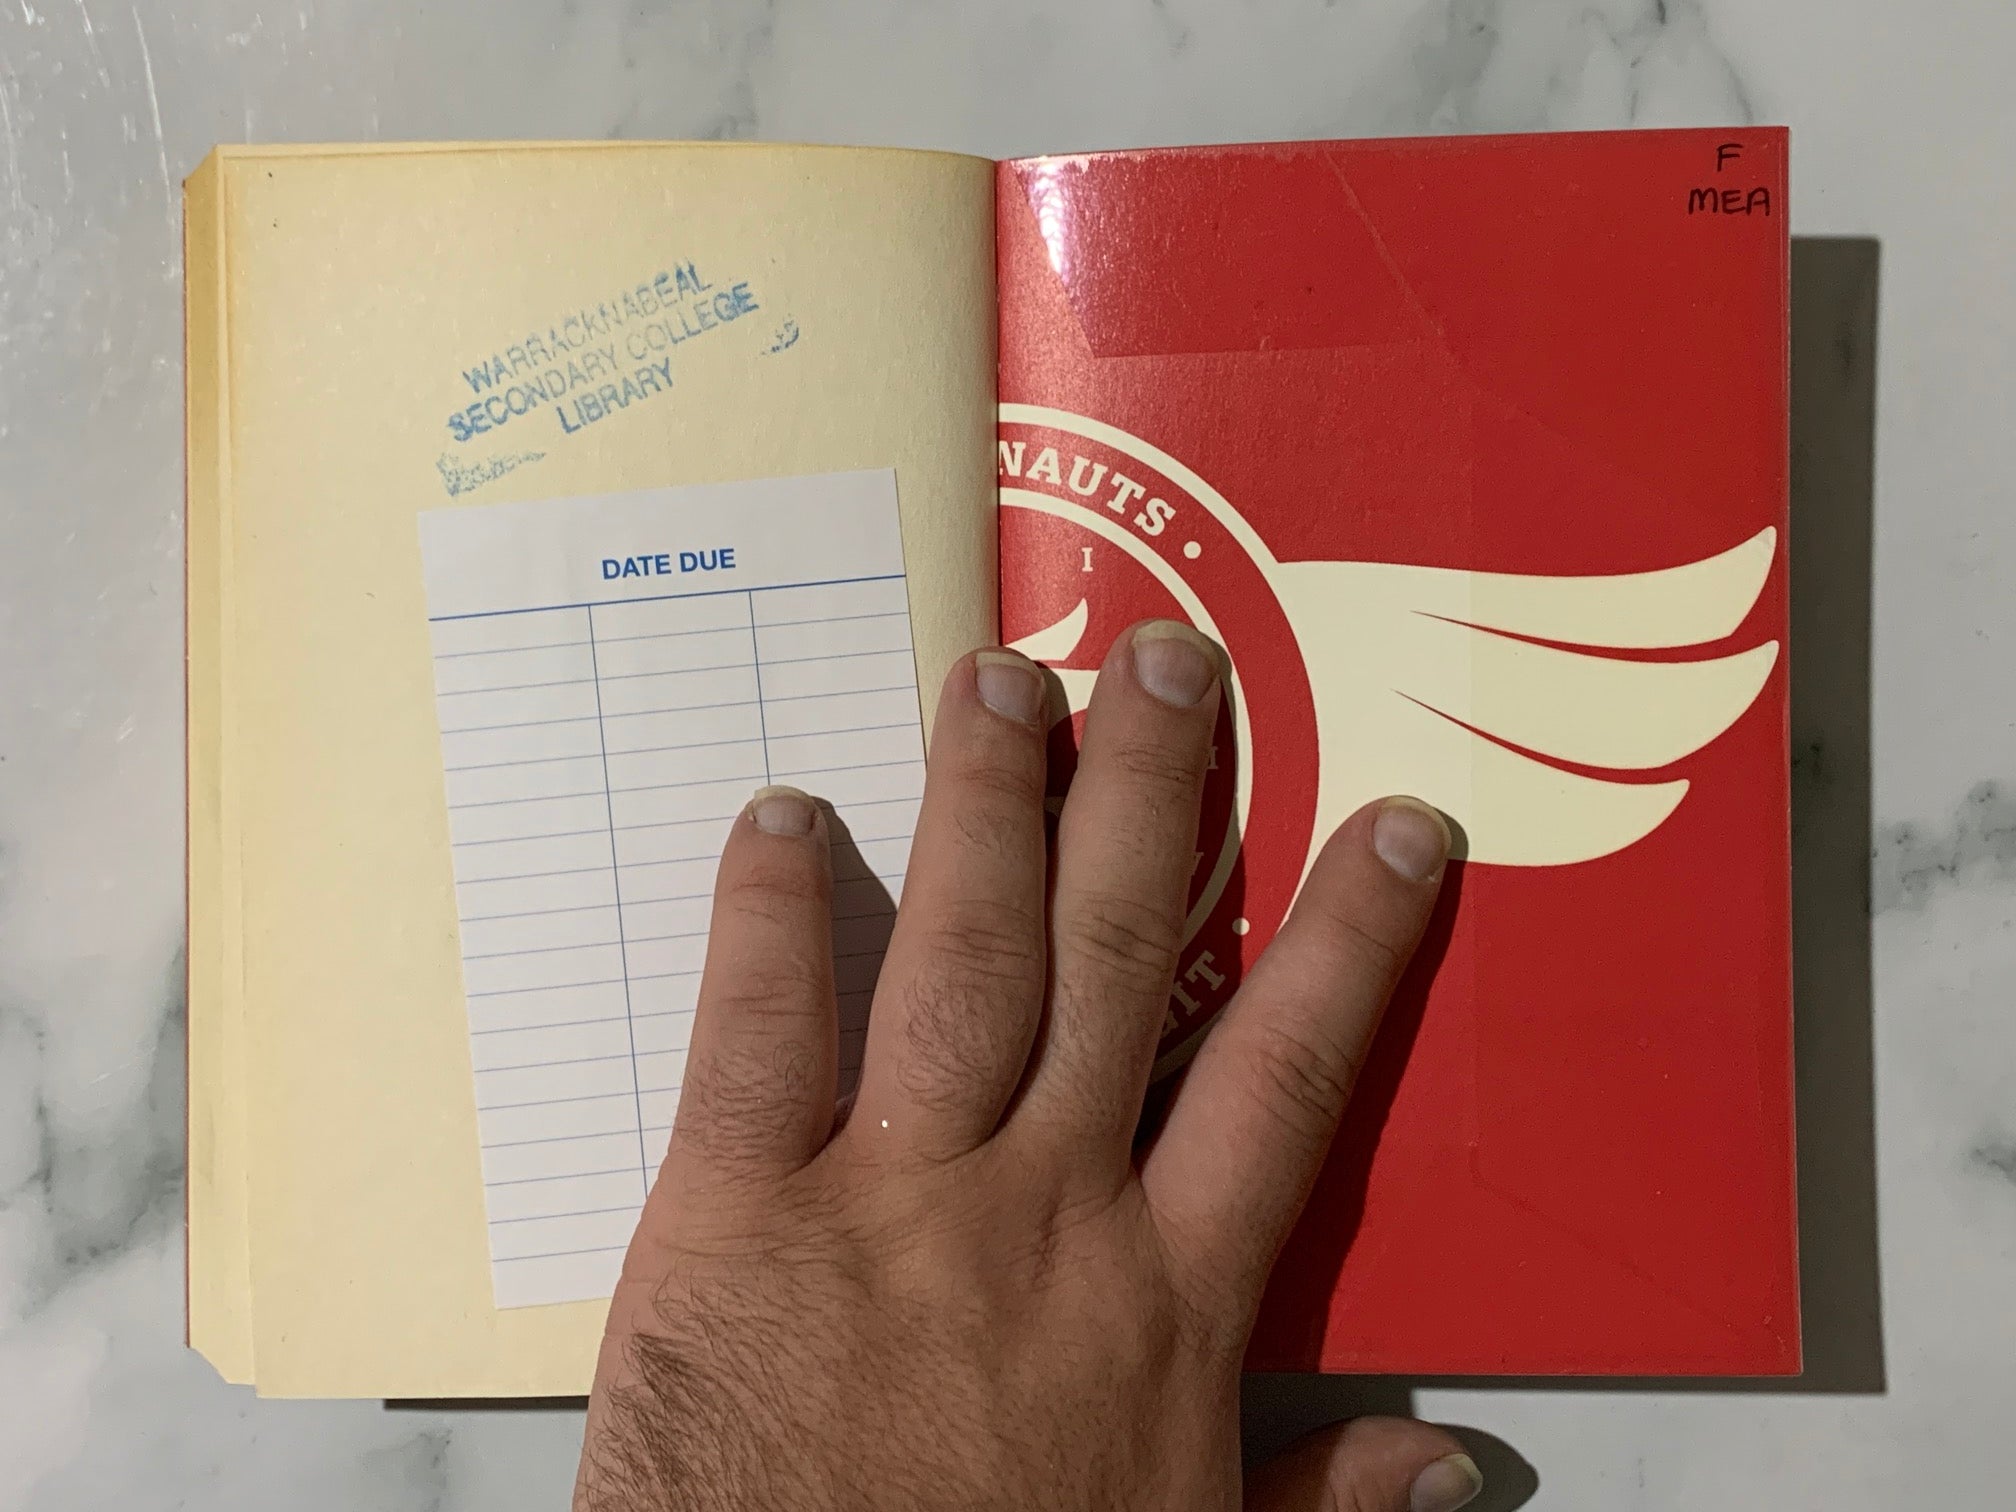 WARRACKNABEAL
SECONDARY COLLEGE
LIBRARY
DATE DUE
F
MEA
NAUTS
I